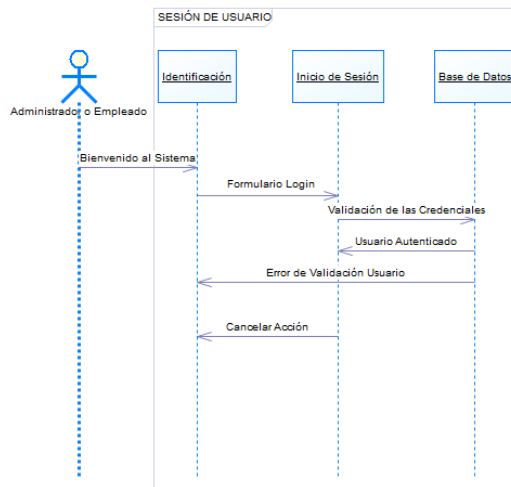 SESIÓN DE USUARIO
Identificación
Inicio de Sesión
Base de Datos
Administrador o Empleado
Bienvenido al Sistema
Formulario Login
Validación de las Credenciales
Usuario Autenticado
Error de Validación Usuario
Cancelar Acción